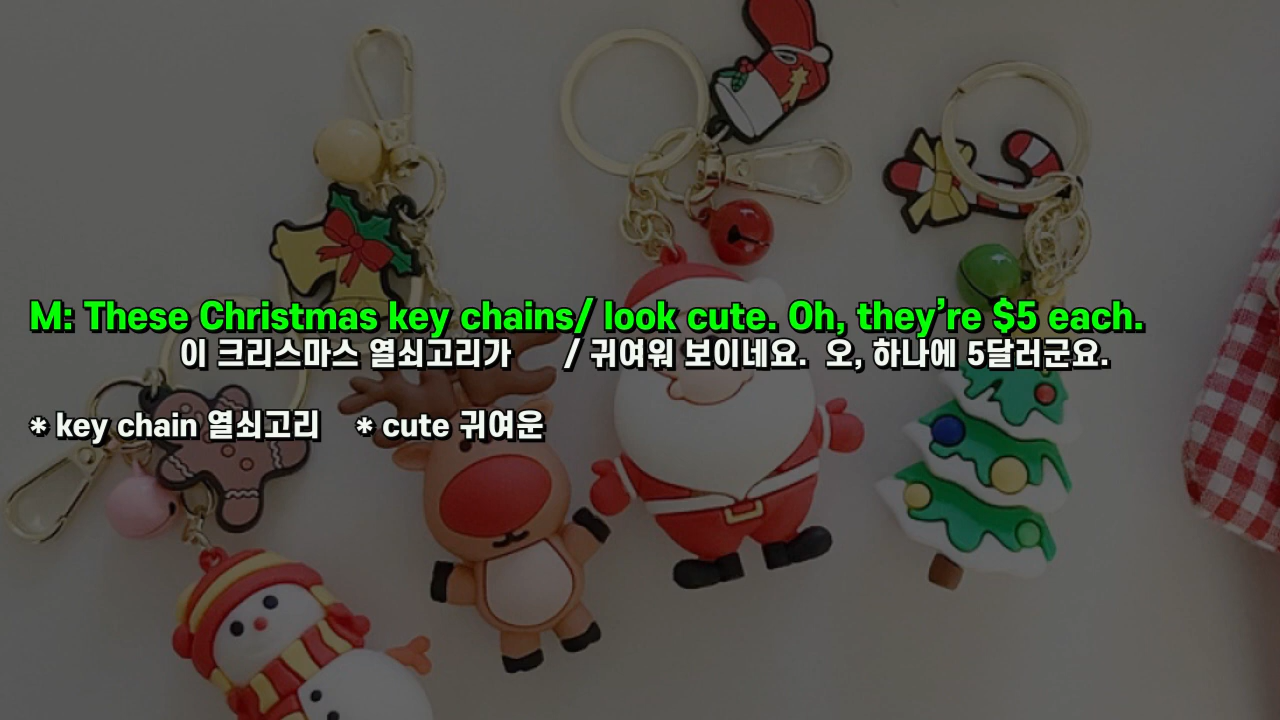 M: These Christmas key chains/ look cute. Oh, they’re $5 each.
이 크리스마스 열쇠고리가 / 귀여워 보이네요. 오, 하나에 5달러군요.
* key chain 열쇠고리 * cute 귀여운